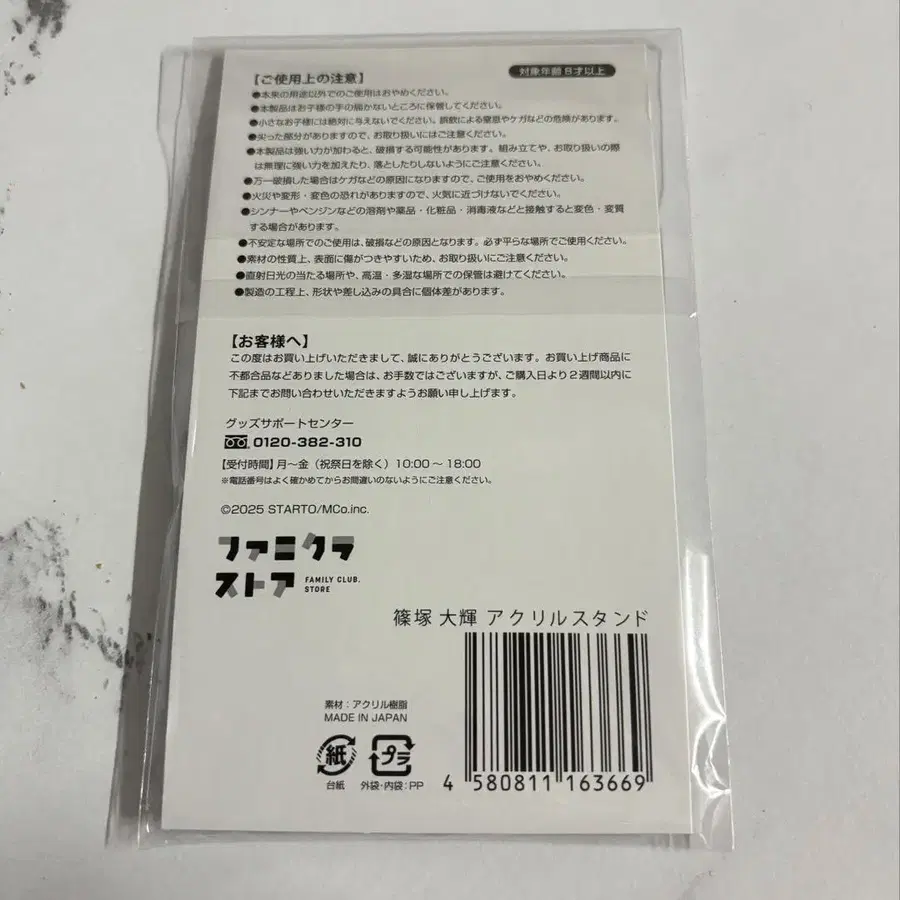 【ご使用上の注意】
対象年齢 8才以上
●本来の用途以外でのご使用はおやめください。
●本製品はお子様の手の届かないところに保管してください。
●小さなお子様には絶対に与えないでください。誤飲による窒息やケガなどの危険があります。
●尖った部分がありますので、お取り扱いにはご注意ください。
●本製品は強い力が加わると、破損する可能性があります。組み立てや、お取り扱いの際
は無理に強い力を加えたり、落としたりしないようにご注意ください。
●万一破損した場合はケガなどの原因になりますので、ご使用をおやめください。
●火災や変形・変色の恐れがありますので、火気に近づけないでください。
●シンナーやベンジンなどの溶剤や薬品・化粧品・消毒液などと接触すると変色・変質
する場合があります。
●不安定な場所でのご使用は、破損などの原因となります。必ず平らな場所でご使用ください。
●素材の性質上、表面に傷がつきやすいため、お取り扱いにご注意ください。
●直射日光の当たる場所や、高温・多湿な場所での保管は避けてください。
●製造の工程上、形状や差し込みの具合に個体差があります。
【お客様へ】
この度はお買い上げいただきまして、誠にありがとうございます。お買い上げ商品に
不都合品などありました場合は、お手数ではございますが、ご購入日より2週間以内に
下記までお問い合わせいただきますようお願い申し上げます。
グッズサポートセンター
0120-382-310
【受付時間】月～金（祝祭日を除く）10:00～18:00
※電話番号はよく確かめてからお間違いのないようにご注意ください。
©2025 STARTO/MCo.inc.
ファミクラ
ストア FAMILY CLUB.
STORE
篠塚 大輝 アクリルスタンド
素材：アクリル樹脂
MADE IN JAPAN
紙 プラ
台紙 外袋・内袋：PP
4 580811 163669